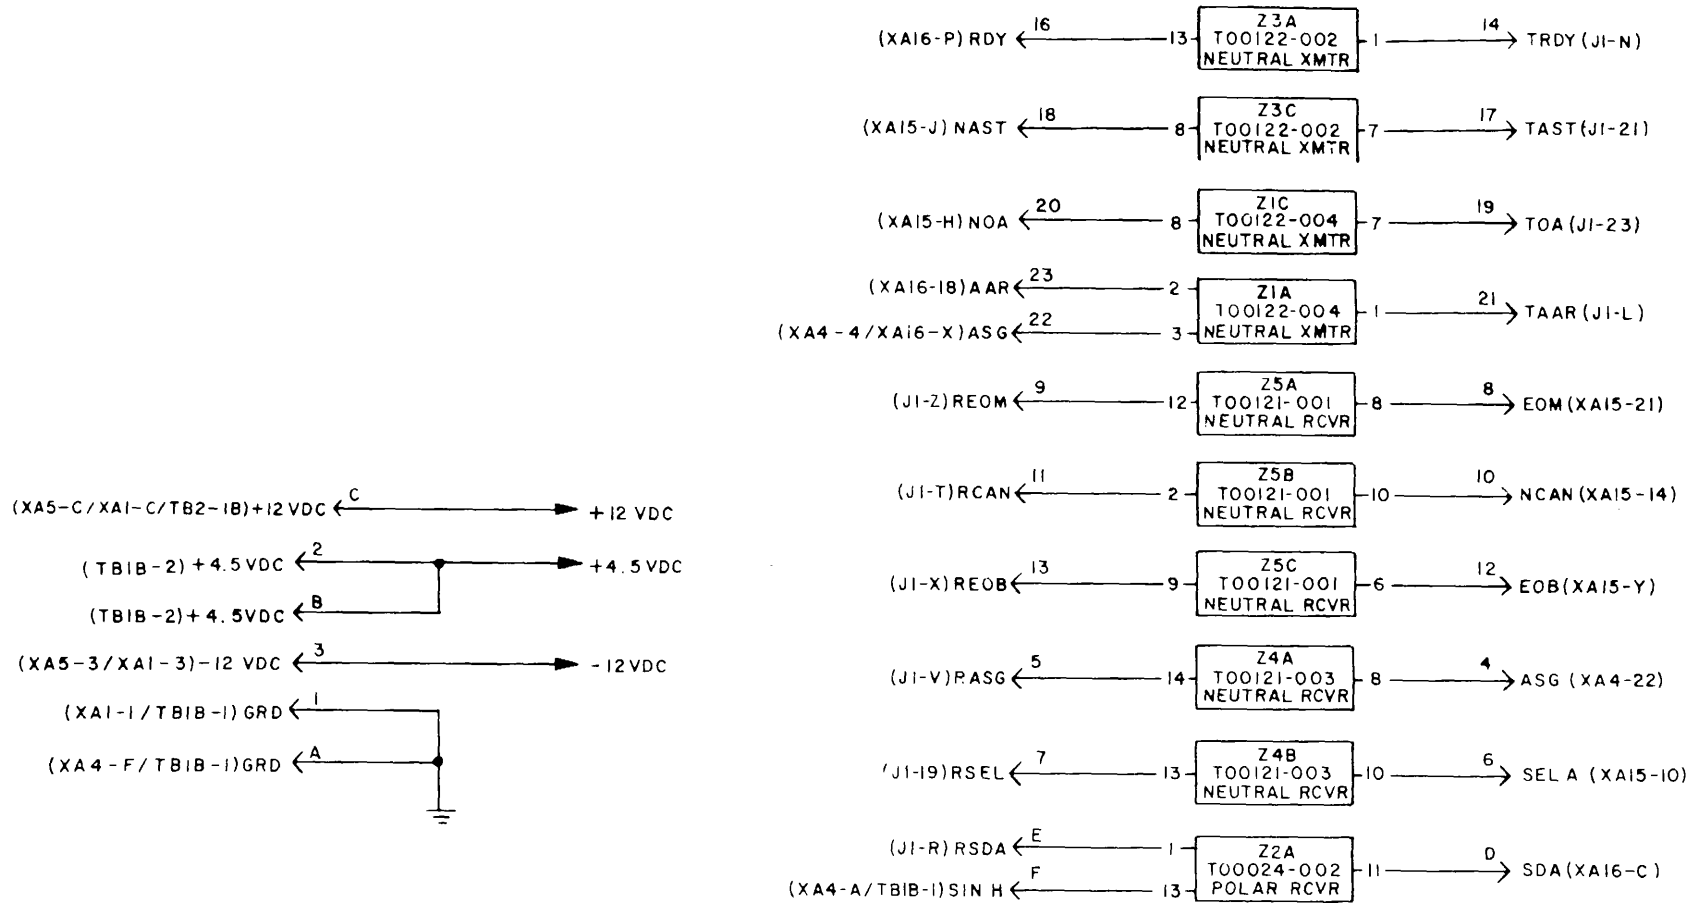 (XA16-P) RDY 16 13 Z3A 1 14 TRDY (J1-N)
T00122-002
NEUTRAL XMTR
(XA15-J) NAST 18 8 Z3C 7 17 TAST (J1-21)
T00122-002
NEUTRAL XMTR
(XA15-H) NOA 20 8 Z1C 7 19 TOA (J1-23)
T00122-004
NEUTRAL XMTR
(XA16-18) AAR 23 2 Z1A 1 21 TAAR (J1-L)
T00122-004
(XA4-4/XA16-X) ASG 22 3 NEUTRAL XMTR
(J1-Z) REOM 9 12 Z5A 8 8 EOM (XA15-21)
T00121-001
NEUTRAL RCVR
(J1-T) RCAN 11 2 Z5B 10 10 NCAN (XA15-14)
T00121-001
NEUTRAL RCVR
(J1-X) REOB 13 9 Z5C 6 12 EOB (XA15-Y)
T00121-001
NEUTRAL RCVR
(J1-V) RASG 5 14 Z4A 8 4 ASG (XA4-22)
T00121-003
NEUTRAL RCVR
(J1-19) RSEL 7 13 Z4B 10 6 SEL A (XA15-10)
T00121-003
NEUTRAL RCVR
(J1-R) RSDA E 1 Z2A 11 D SDA (XA16-C)
T00024-002
(XA4-A/TB1B-1) SIN H F 13 POLAR RCVR
(XA5-C/XA1-C/TB2-1B) +12 VDC C +12 VDC
(TB1B-2) +4.5 VDC 2 +4.5 VDC
(TB1B-2) +4.5 VDC B
(XA5-3/XA1-3) -12 VDC 3 -12 VDC
(XA1-1/TB1B-1) GRD 1
(XA4-F/TB1B-1) GRD A